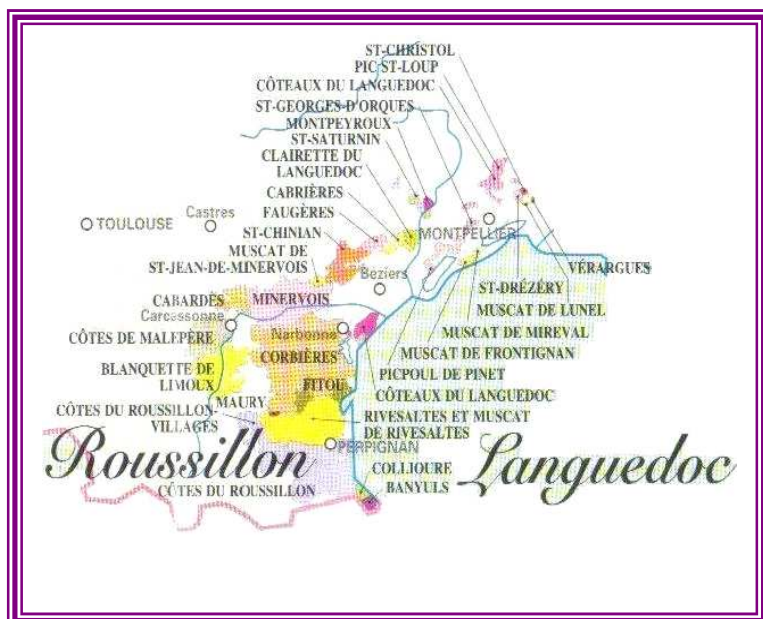 ST-CHRISTOL
PIC-ST-LOUP
CÔTEAUX DU LANGUEDOC
ST-GEORGES-D'ORQUES
MONTPEYROUX
ST-SATURNIN
CLAIRETTE DU
LANGUEDOC
CABRIÈRES
Castres
FAUGÈRES
TOULOUSE
ST-CHINIAN
MONTPELLIER
MUSCAT DE
ST-JEAN-DE-MINERVOIS
Béziers
VÉRARGUES
ST-DRÉZÉRY
CABARDÈS
MINERVOIS
MUSCAT DE LUNEL
Carcassonne
MUSCAT DE MIREVAL
CÔTES DE MALEPÈRE
Narbonne
MUSCAT DE FRONTIGNAN
CORBIÈRES
BLANQUETTE DE
LIMOUX
PICPOUL DE PINET
FITOU
CÔTEAUX DU LANGUEDOC
MAURY
CÔTES DU ROUSSILLON-
VILLAGES
RIVESALTES ET MUSCAT
DE RIVESALTES
PERPIGNAN
Roussillon
Languedoc
COLLIOURE
BANYULS
CÔTES DU ROUSSILLON